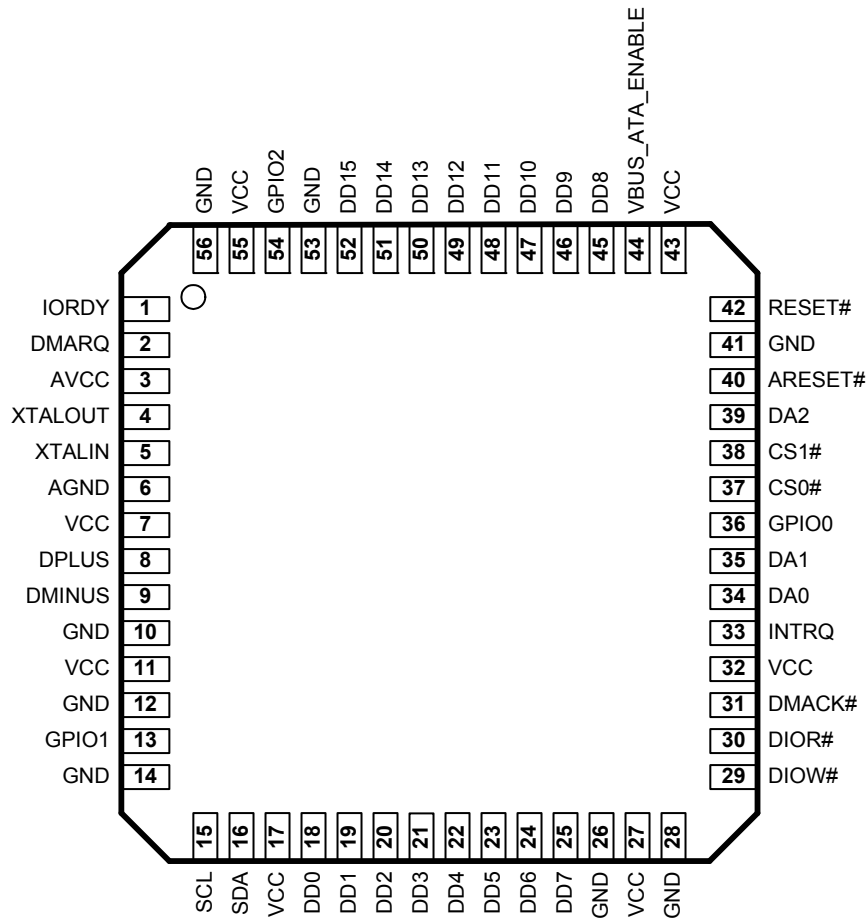 VBUS_ATA_ENABLE
GND VCC GPIO2 GND DD15 DD14 DD13 DD12 DD11 DD10 DD9 DD8 VCC
56 55 54 53 52 51 50 49 48 47 46 45 44 43
IORDY 1 42 RESET#
DMARQ 2 41 GND
AVCC 3 40 ARESET#
XTALOUT 4 39 DA2
XTALIN 5 38 CS1#
AGND 6 37 CS0#
VCC 7 36 GPIO0
DPLUS 8 35 DA1
DMINUS 9 34 DA0
GND 10 33 INTRQ
VCC 11 32 VCC
GND 12 31 DMACK#
GPIO1 13 30 DIOR#
GND 14 29 DIOW#
15 16 17 18 19 20 21 22 23 24 25 26 27 28
SCL SDA VCC DD0 DD1 DD2 DD3 DD4 DD5 DD6 DD7 GND VCC GND